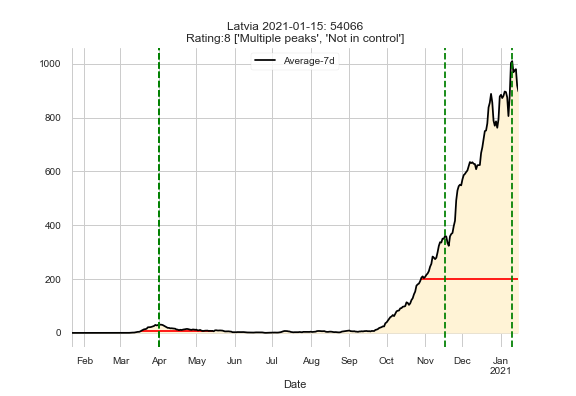 Latvia 2021-01-15: 54066
Rating:8 ['Multiple peaks', 'Not in control']
Average-7d
1000
800
600
400
200
0
Feb Mar Apr May Jun Jul Aug Sep Oct Nov Dec Jan
2021
Date